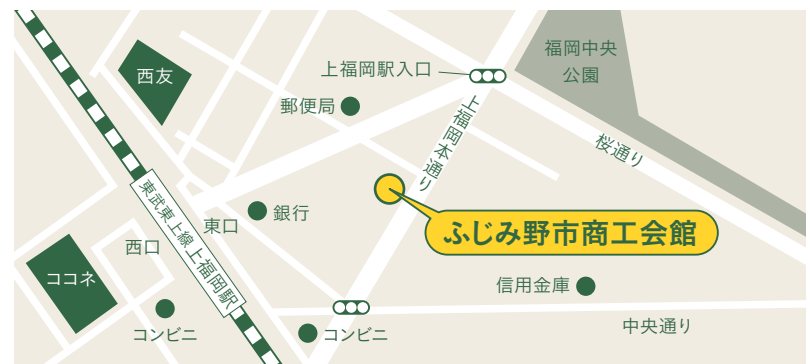 福岡中央
公園
西友
上福岡駅入口
郵便局
上福岡本通り
桜通り
東武東上線 上福岡駅
銀行
東口
西口
ふじみ野市商工会館
ココネ
信用金庫
コンビニ
コンビニ
中央通り